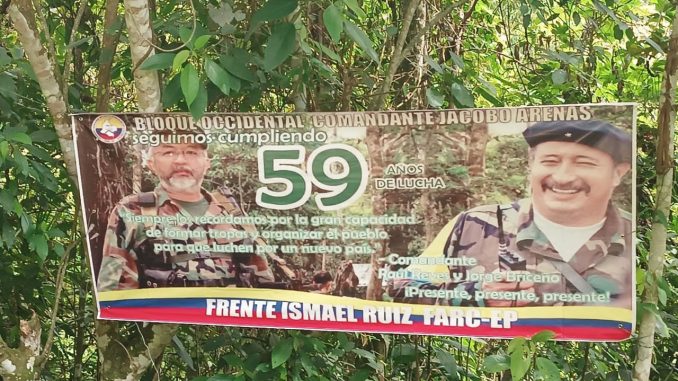 BLOQUE OCCIDENTAL COMANDANTE JACOBO ARENAS
seguimos cumpliendo
59
AÑOS
DE LUCHA
"Siempre los recordamos por la gran capacidad
de formar tropas y organizar el pueblo
para que luchen por un nuevo país."
- Comandante
Raúl Reyes y Jorge Briceño
¡Presente, presente, presente!
FRENTE ISMAEL RUIZ FARC-EP